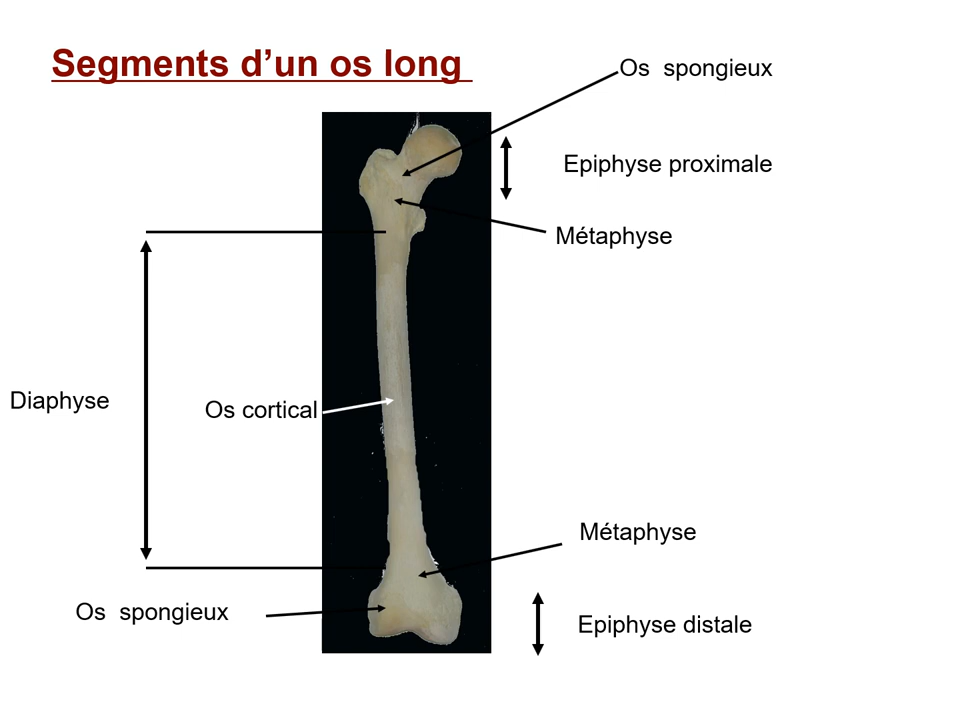 Segments d’un os long
Os  spongieux
Epiphyse proximale
Métaphyse
Diaphyse
Os cortical
Métaphyse
Os  spongieux
Epiphyse distale